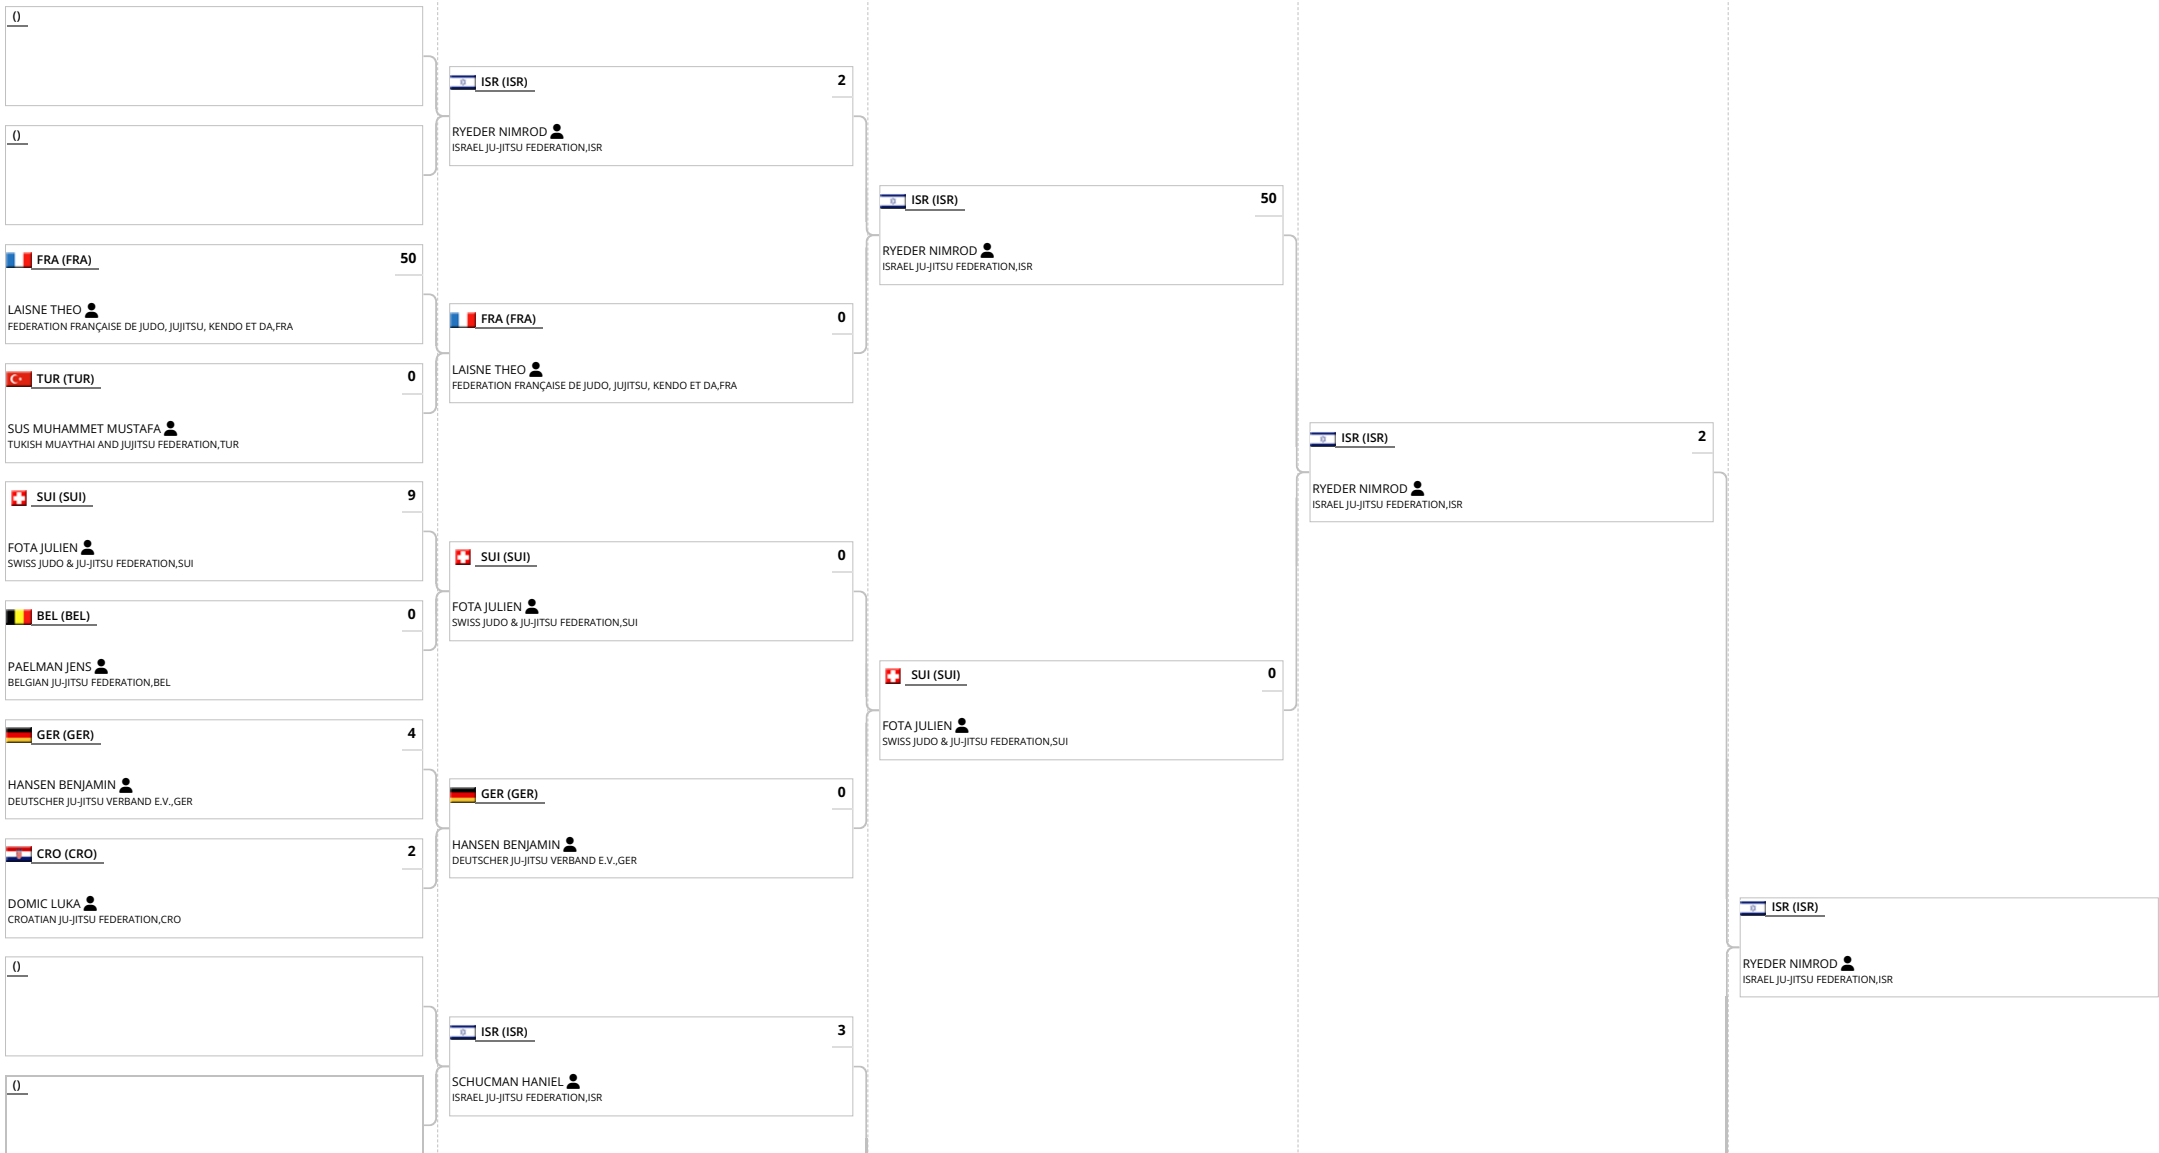 ()
()
FRA (FRA) 50
LAISNE THEO
FEDERATION FRANÇAISE DE JUDO, JUJITSU, KENDO ET DA,FRA
TUR (TUR) 0
SUS MUHAMMET MUSTAFA
TUKISH MUAYTHAI AND JUJITSU FEDERATION,TUR
SUI (SUI) 9
FOTA JULIEN
SWISS JUDO & JU-JITSU FEDERATION,SUI
BEL (BEL) 0
PAELMAN JENS
BELGIAN JU-JITSU FEDERATION,BEL
GER (GER) 4
HANSEN BENJAMIN
DEUTSCHER JU-JITSU VERBAND E.V.,GER
CRO (CRO) 2
DOMIC LUKA
CROATIAN JU-JITSU FEDERATION,CRO
()
()
ISR (ISR) 2
RYEDER NIMROD
ISRAEL JU-JITSU FEDERATION,ISR
FRA (FRA) 0
LAISNE THEO
FEDERATION FRANÇAISE DE JUDO, JUJITSU, KENDO ET DA,FRA
SUI (SUI) 0
FOTA JULIEN
SWISS JUDO & JU-JITSU FEDERATION,SUI
GER (GER) 0
HANSEN BENJAMIN
DEUTSCHER JU-JITSU VERBAND E.V.,GER
ISR (ISR) 3
SCHUCMAN HANIEL
ISRAEL JU-JITSU FEDERATION,ISR
ISR (ISR) 50
RYEDER NIMROD
ISRAEL JU-JITSU FEDERATION,ISR
SUI (SUI) 0
FOTA JULIEN
SWISS JUDO & JU-JITSU FEDERATION,SUI
ISR (ISR) 2
RYEDER NIMROD
ISRAEL JU-JITSU FEDERATION,ISR
ISR (ISR)
RYEDER NIMROD
ISRAEL JU-JITSU FEDERATION,ISR